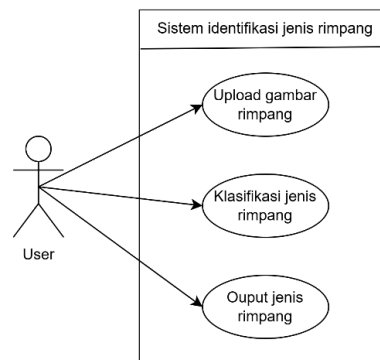 Sistem identifikasi jenis rimpang
Upload gambar
rimpang
Klasifikasi jenis
rimpang
User
Ouput jenis
rimpang